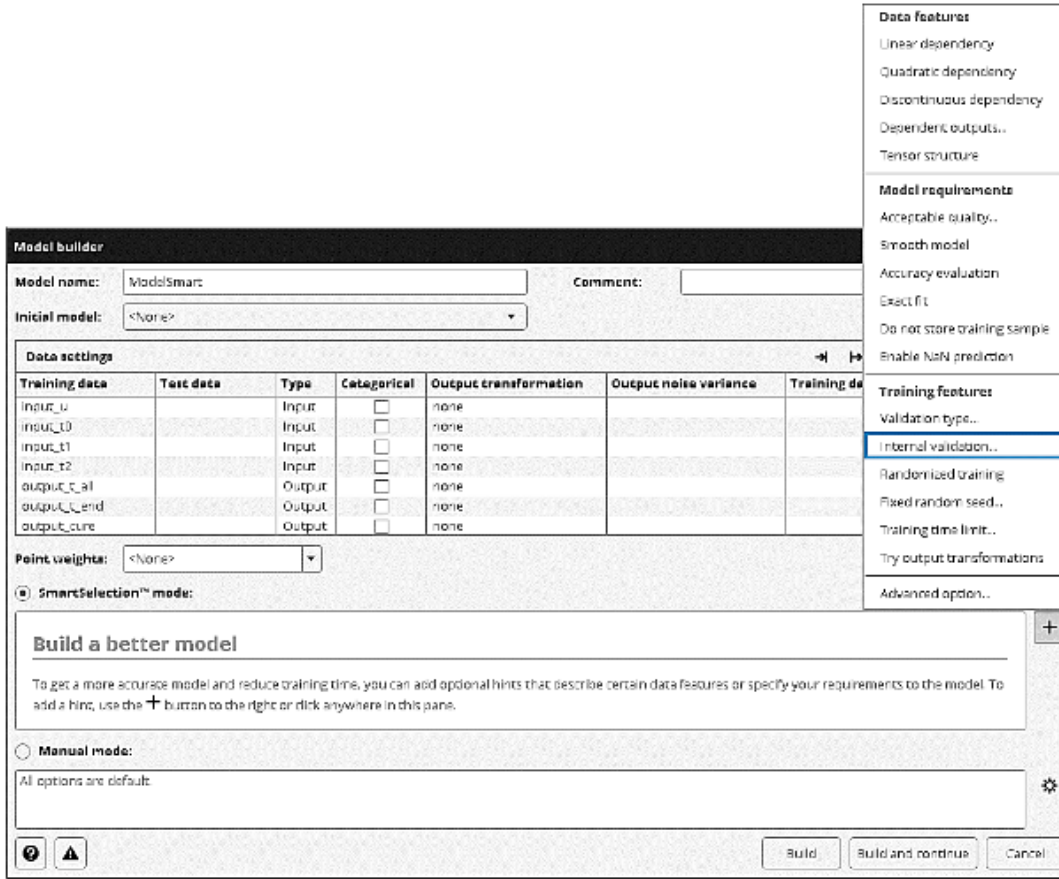 Data features
Linear dependency
Quadratic dependency
Discontinuous dependency
Dependent outputs...
Tensor structure
Model requirements
Acceptable quality...
Smooth model
Accuracy evaluation
Exact fit
Do not store training sample
Enable NaN prediction
Training features
Validation type...
Internal validation...
Randomized training
Fixed random seed...
Training time limit...
Try output transformations
Advanced option...
Model builder
Model name: ModelSmart Comment:
Initial model: <None>
Data settings
Training data Test data Type Categorical Output transformation Output noise variance Training da
input_u Input none
input_t0 Input none
input_t1 Input none
input_t2 Input none
output_t_all Output none
output_t_end Output none
output_cure Output none
Point weights: <None>
SmartSelection™ mode:
Build a better model
To get a more accurate model and reduce training time, you can add optional hints that describe certain data features or specify your requirements to the model. To
add a hint, use the + button to the right or click anywhere in this pane.
Manual mode:
All options are default.
Build Build and continue Cancel